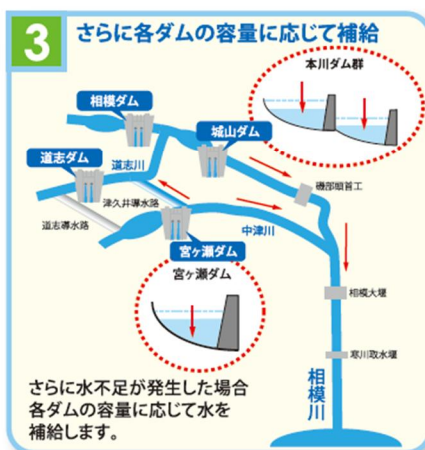 3
さらに各ダムの容量に応じて補給
本川ダム群
相模ダム
城山ダム
道志ダム
道志川
磯部頭首工
津久井導水路
道志導水路
中津川
宮ヶ瀬ダム
宮ヶ瀬ダム
相模大堰
寒川取水堰
相模川
さらに水不足が発生した場合
各ダムの容量に応じて水を
補給します。